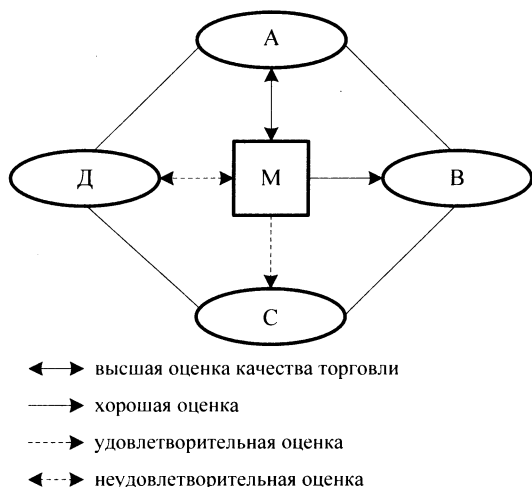 А
Д
М
В
С
высшая оценка качества торговли
хорошая оценка
удовлетворительная оценка
неудовлетворительная оценка